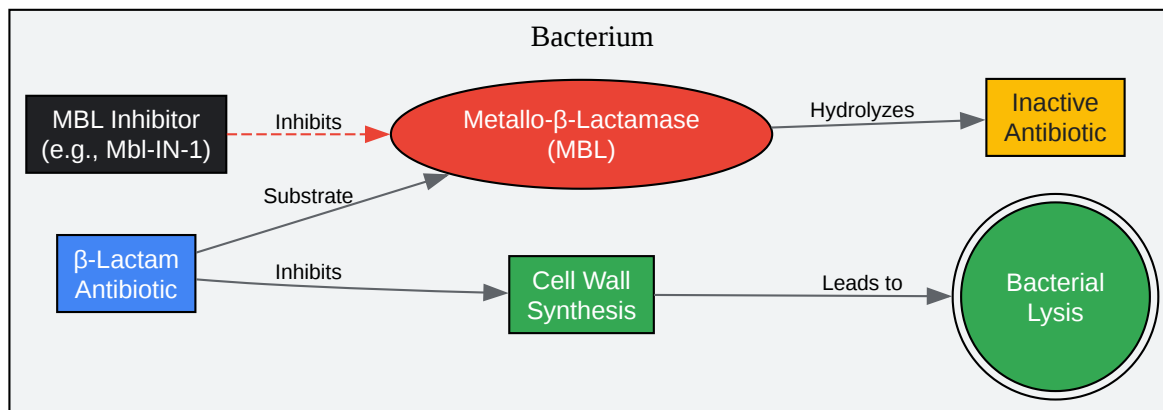 Bacterium
MBL Inhibitor
(e.g., Mbl-IN-1)
Inhibits
Metallo-β-Lactamase
(MBL)
Hydrolyzes
Inactive
Antibiotic
Substrate
β-Lactam
Antibiotic
Inhibits
Cell Wall
Synthesis
Leads to
Bacterial
Lysis